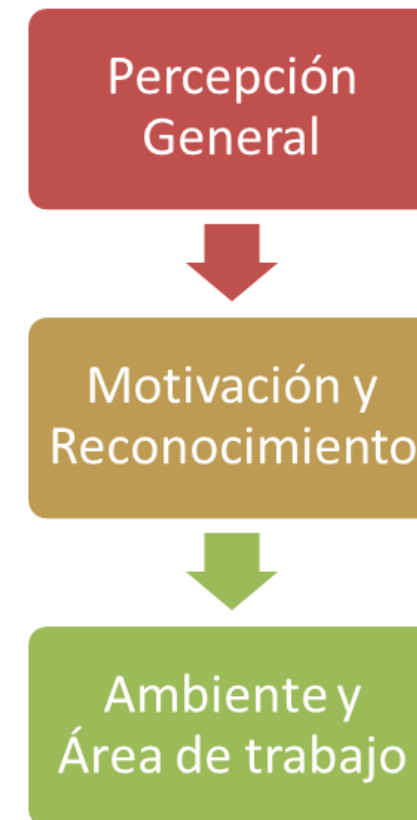 Percepción
General
Motivación y
Reconocimiento
Ambiente y
Área de trabajo